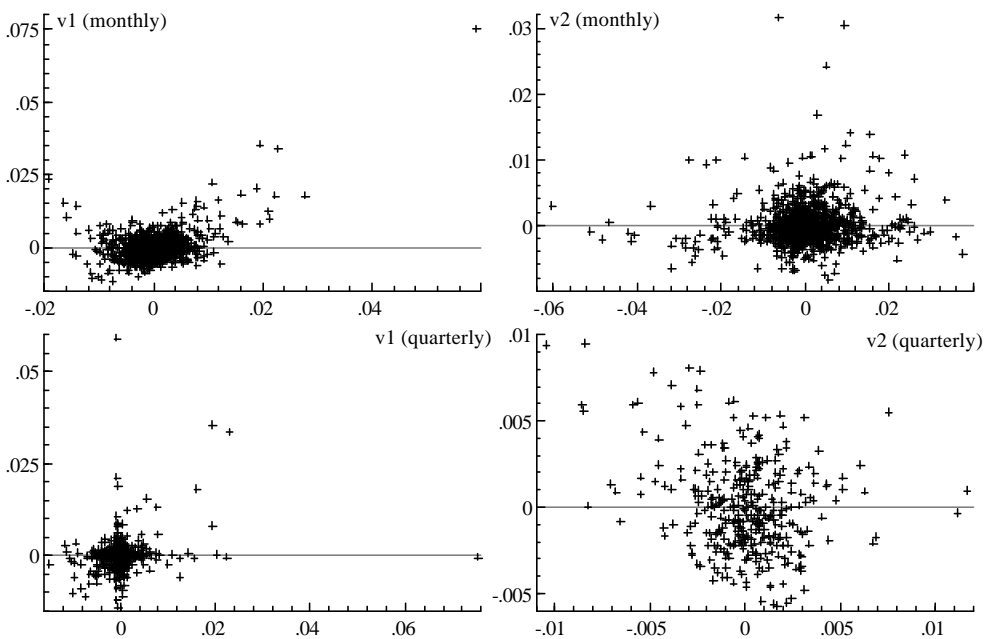 v1 (monthly)
.075
.05
.025
0
-.02 0 .02 .04
v2 (monthly)
.03
.02
.01
0
-.06 -.04 -.02 0 .02
v1 (quarterly)
.05
.025
0
0 .02 .04 .06
v2 (quarterly)
.01
.005
0
-.005
-.01 -.005 0 .005 .01